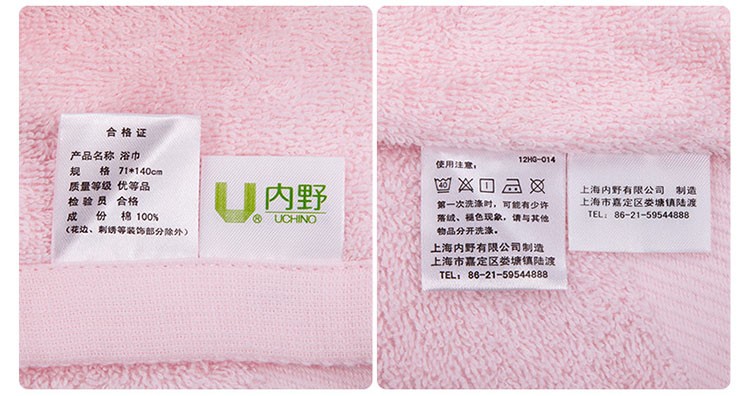 合格证
产品名称 浴巾
规 格 71*140cm
质量等级 优等品
检验员 合格
成 份 棉 100%
(花边、刺绣等装饰部分除外)
内野
UCHINO
®
使用注意: 12HG-014
40
第一次洗涤时，可能有少许
落绒、褪色现象，请与其他
物品分开洗涤。
上海内野有限公司制造
上海市嘉定区娄塘镇陆渡
TEL: 86-21-59544888
上海内野有限公司 制造
上海市嘉定区娄塘镇陆渡
TEL: 86-21-59544888